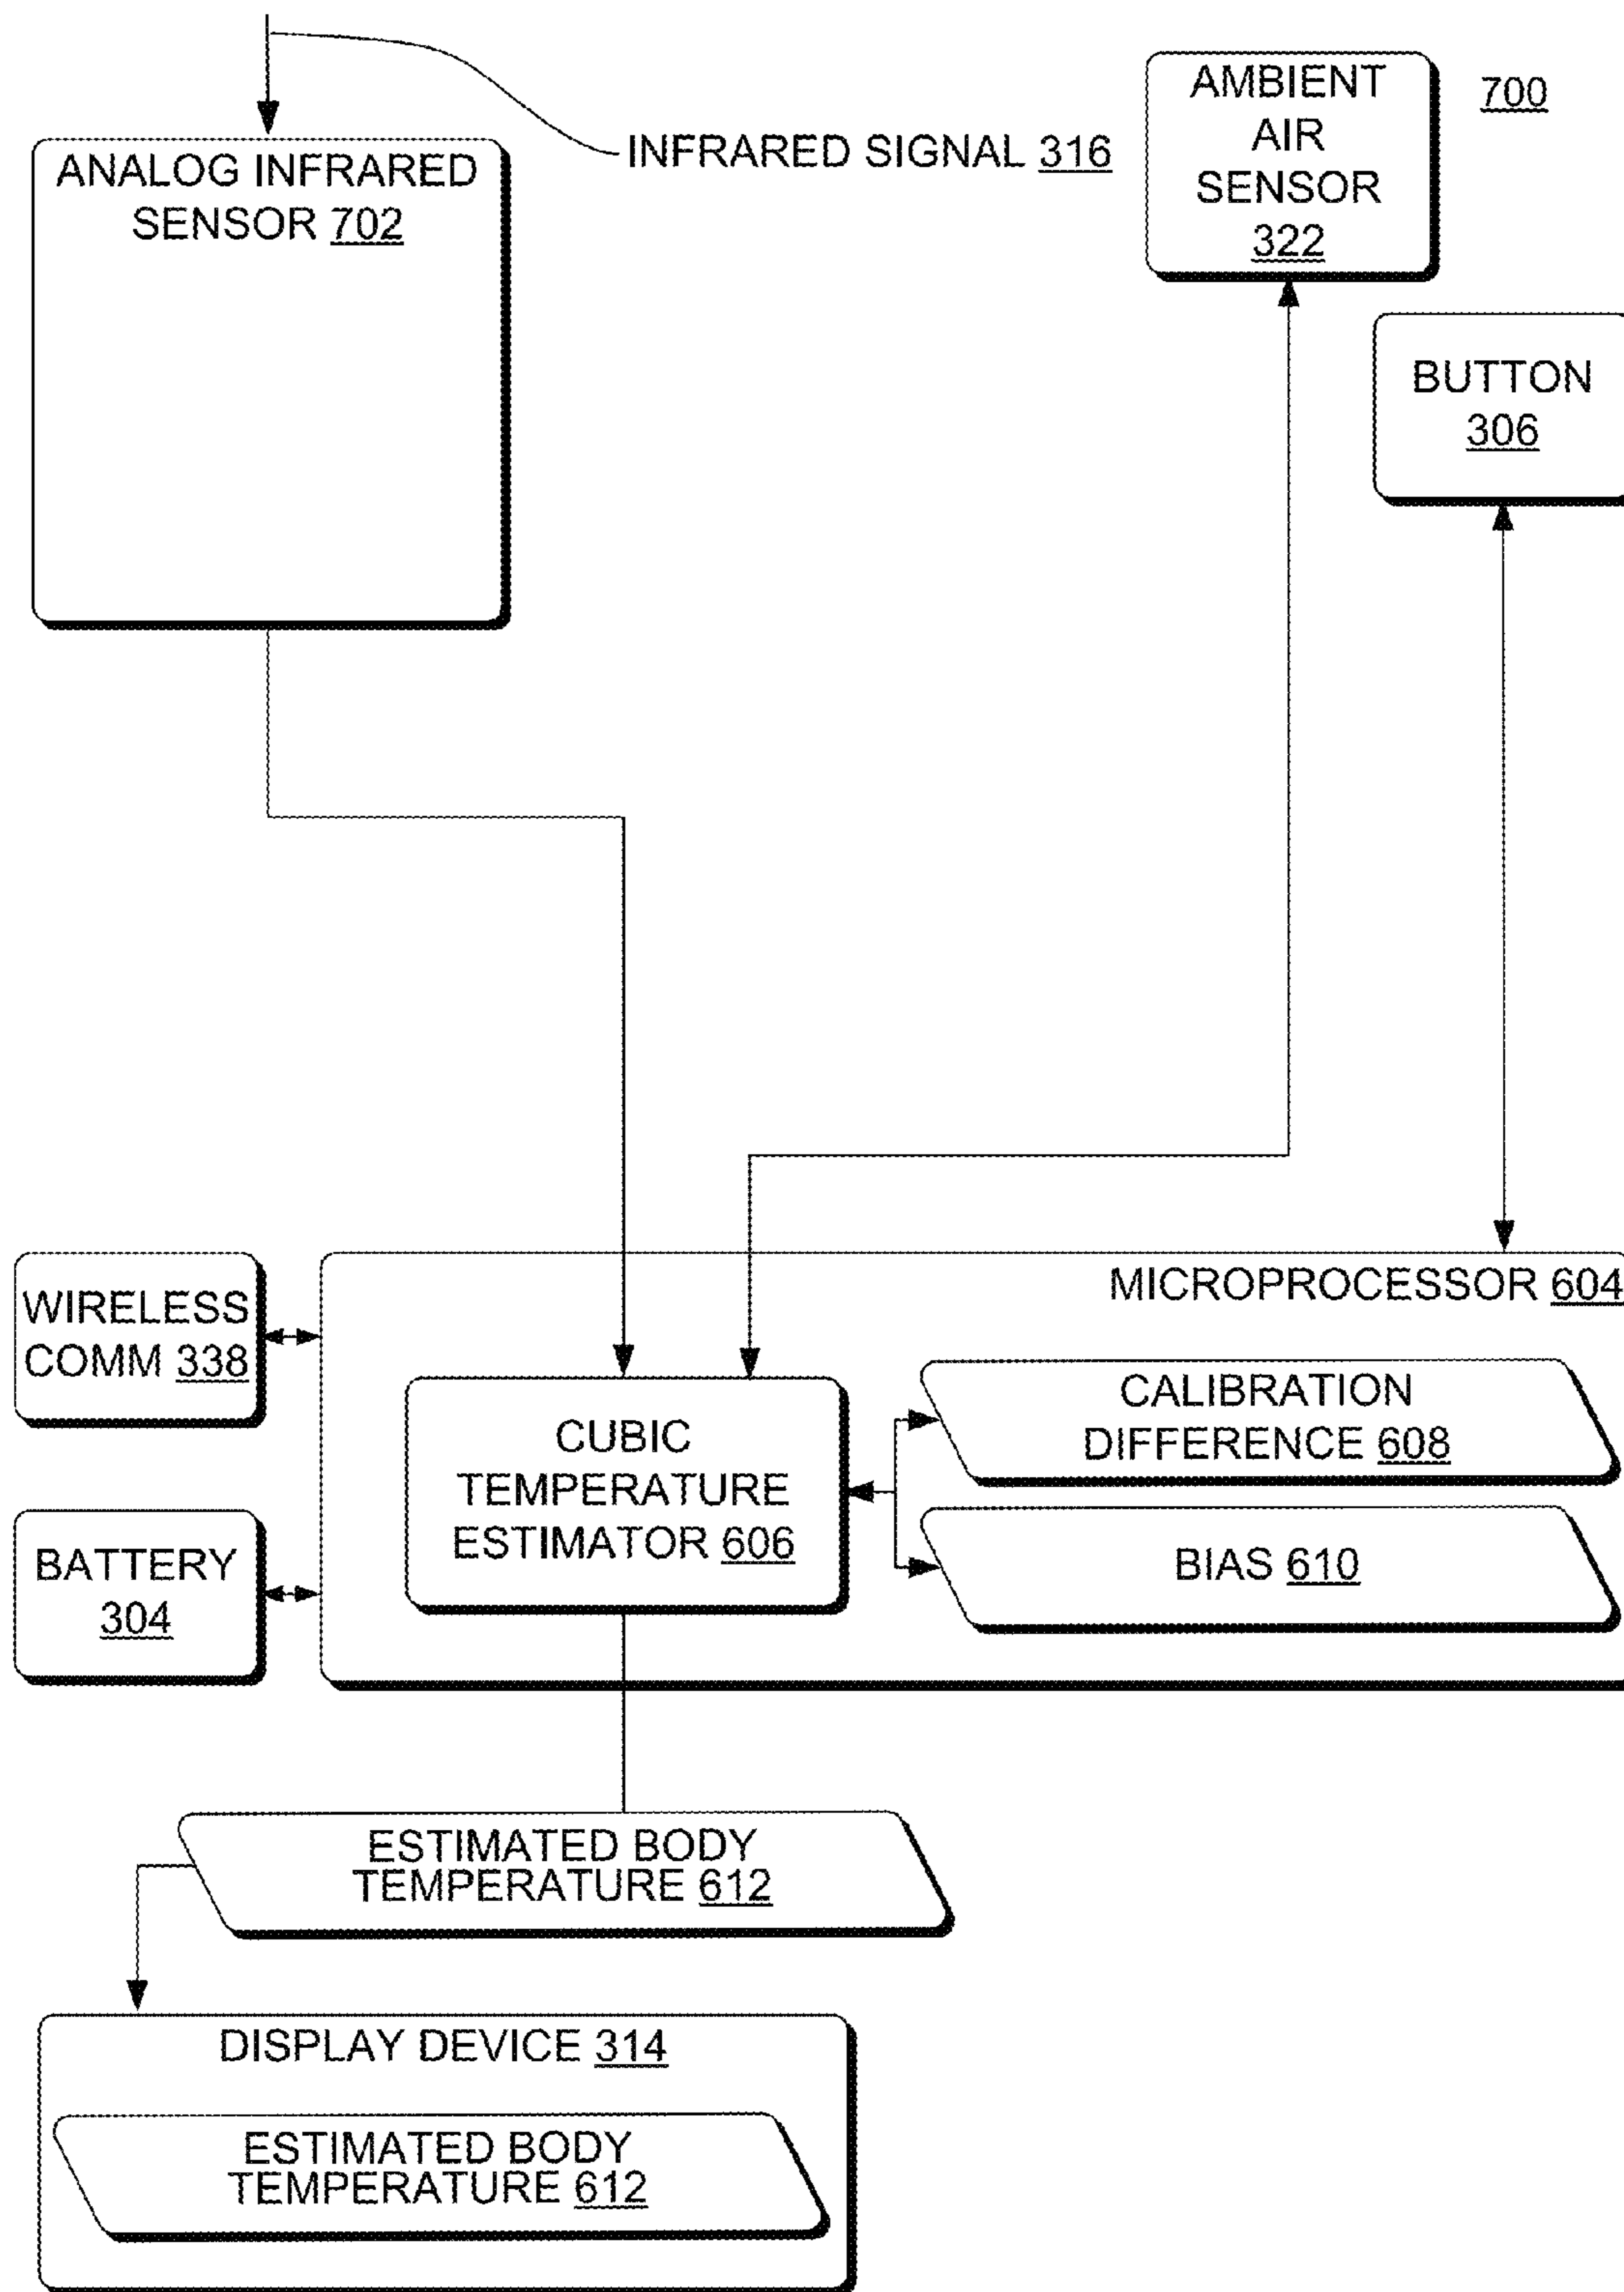 INFRARED SIGNAL 316
ANALOG INFRARED
SENSOR 702
AMBIENT
AIR
SENSOR
322
700
BUTTON
306
MICROPROCESSOR 604
WIRELESS
COMM 338
BATTERY
304
CUBIC
TEMPERATURE
ESTIMATOR 606
CALIBRATION
DIFFERENCE 608
BIAS 610
ESTIMATED BODY
TEMPERATURE 612
DISPLAY DEVICE 314
ESTIMATED BODY
TEMPERATURE 612